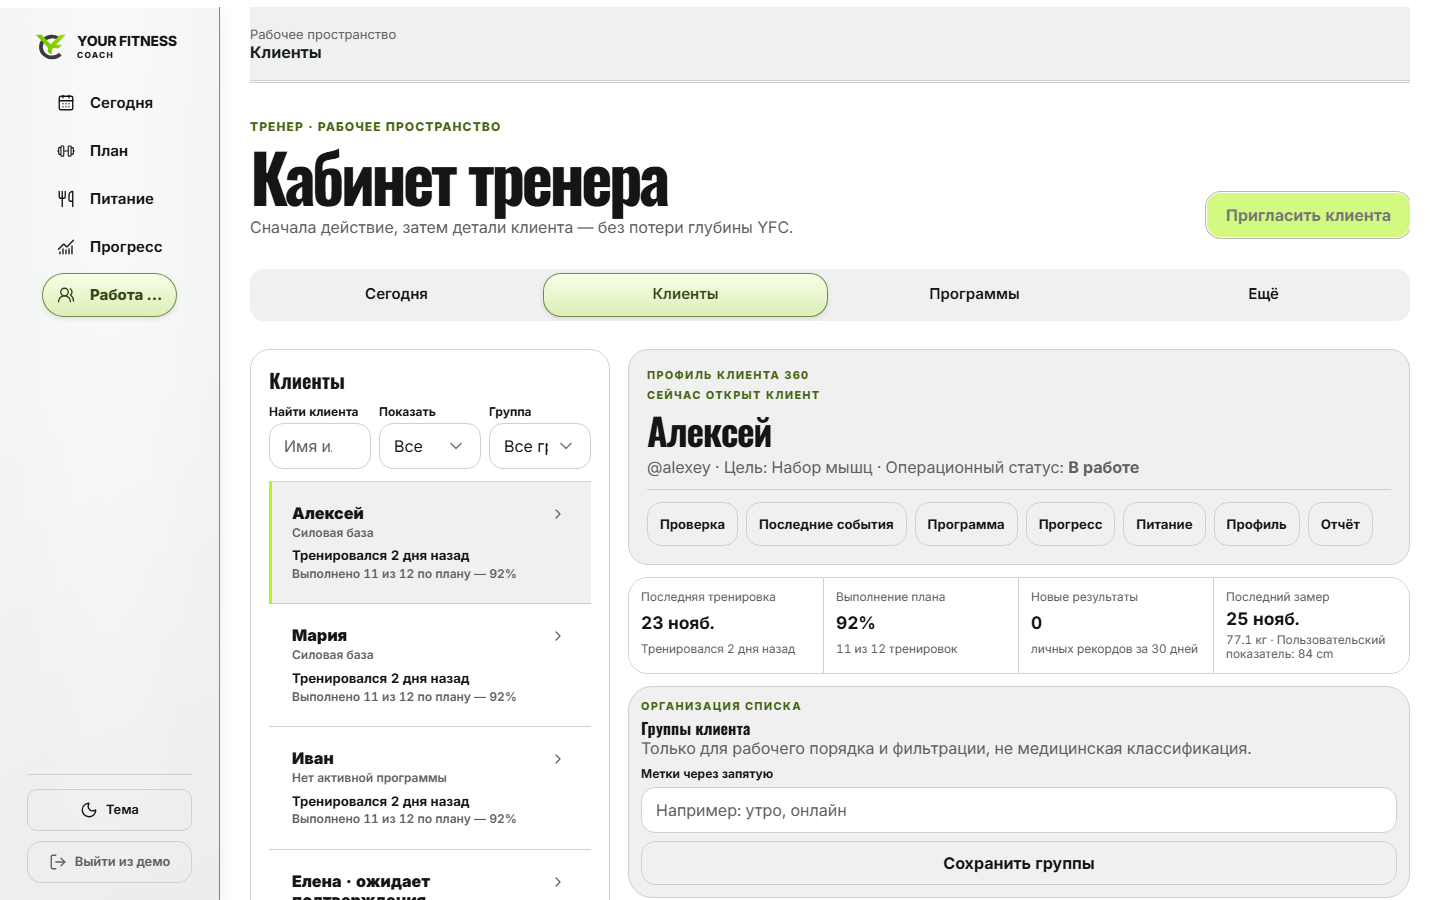 YOUR FITNESS
COACH
Сегодня
План
Питание
Прогресс
Работа ...
Тема
Выйти из демо
Рабочее пространство
Клиенты
ТРЕНЕР · РАБОЧЕЕ ПРОСТРАНСТВО
Кабинет тренера
Сначала действие, затем детали клиента — без потери глубины YFC.
Пригласить клиента
Сегодня
Клиенты
Программы
Ещё
Клиенты
Найти клиента
Показать
Группа
Имя и
Все
Все гр
Алексей
Силовая база
Тренировался 2 дня назад
Выполнено 11 из 12 по плану — 92%
Мария
Силовая база
Тренировался 2 дня назад
Выполнено 11 из 12 по плану — 92%
Иван
Нет активной программы
Тренировался 2 дня назад
Выполнено 11 из 12 по плану — 92%
Елена · ожидает
подтверждения
ПРОФИЛЬ КЛИЕНТА 360
СЕЙЧАС ОТКРЫТ КЛИЕНТ
Алексей
@alexey · Цель: Набор мышц · Операционный статус: В работе
Проверка
Последние события
Программа
Прогресс
Питание
Профиль
Отчёт
Последняя тренировка
23 нояб.
Тренировался 2 дня назад
Выполнение плана
92%
11 из 12 тренировок
Новые результаты
0
личных рекордов за 30 дней
Последний замер
25 нояб.
77.1 кг · Пользовательский
показатель: 84 cm
ОРГАНИЗАЦИЯ СПИСКА
Группы клиента
Только для рабочего порядка и фильтрации, не медицинская классификация.
Метки через запятую
Например: утро, онлайн
Сохранить группы